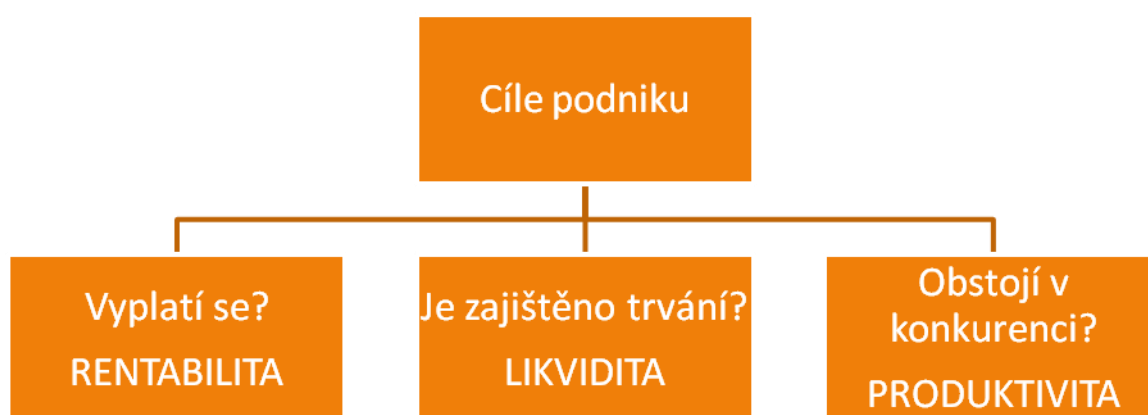 Cíle podniku
Vyplatí se?
RENTABILITA
Je zajištěno trvání?
LIKVIDITA
Obstojí v
konkurenci?
PRODUKTIVITA